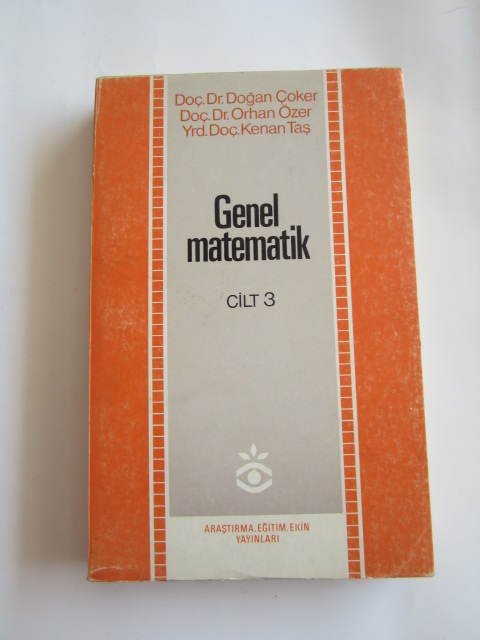 Doç.Dr.Doğan Çoker
Doç.Dr.Orhan Özer
Yrd.Doç.Kenan Taş
Genel
matematik
CİLT 3
ARAŞTIRMA.EĞİTİM.EKİN
YAYINLARI